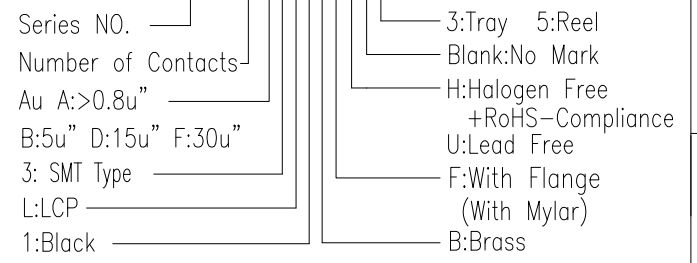 Series NO.
Number of Contacts
Au A:>0.8u"
B:5u" D:15u" F:30u"
3: SMT Type
L:LCP
1:Black
3:Tray 5:Reel
Blank:No Mark
H:Halogen Free
+RoHS-Compliance
U:Lead Free
F:With Flange
(With Mylar)
B:Brass